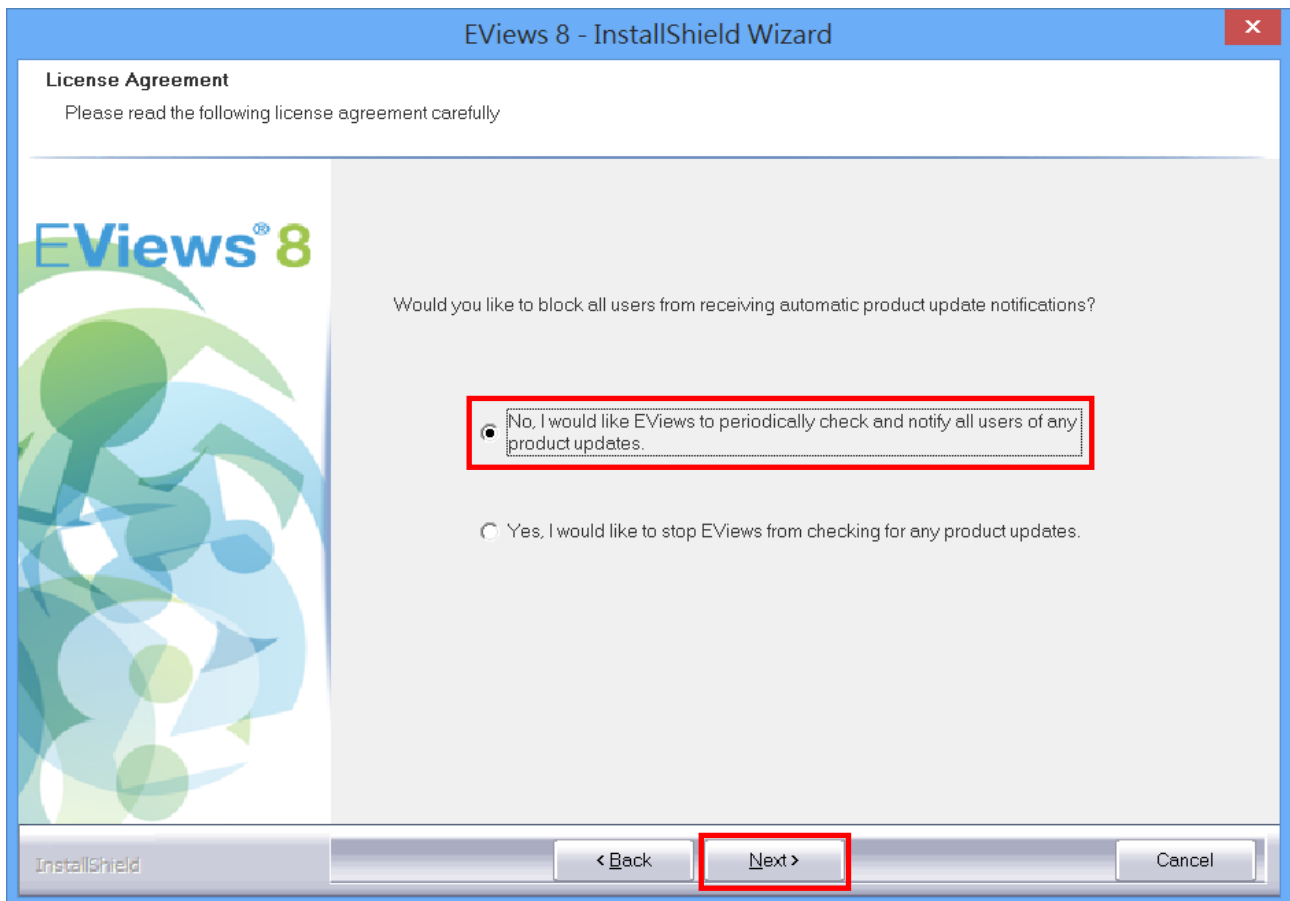 EViews 8 - InstallShield Wizard
License Agreement
Please read the following license agreement carefully
EViews® 8
Would you like to block all users from receiving automatic product update notifications?
No, I would like EViews to periodically check and notify all users of any
product updates.
Yes, I would like to stop EViews from checking for any product updates.
InstallShield
< Back
Next >
Cancel